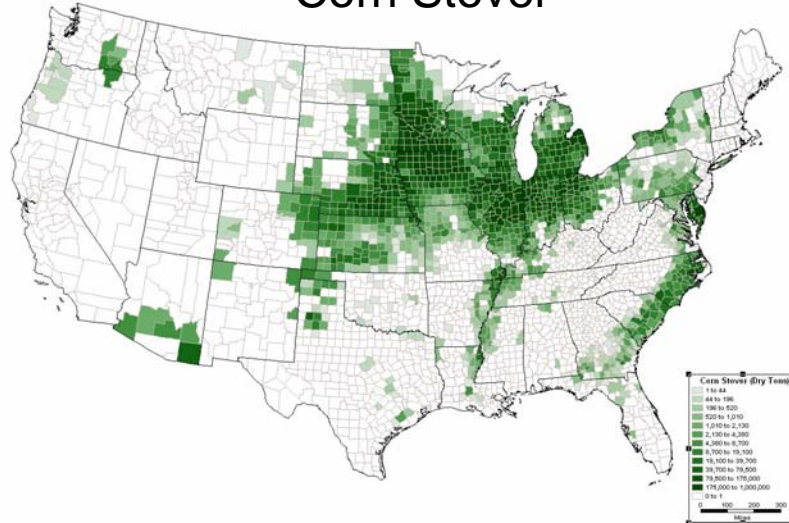 Corn Stover
Corn Stover (Dry Tons)
1 to 44
44 to 196
196 to 520
520 to 1,010
1,010 to 2,130
2,130 to 4,380
4,380 to 8,700
8,700 to 19,100
19,100 to 39,700
39,700 to 79,500
79,500 to 175,000
175,000 to 1,000,000
0 to 1
0 100 200 300
Miles